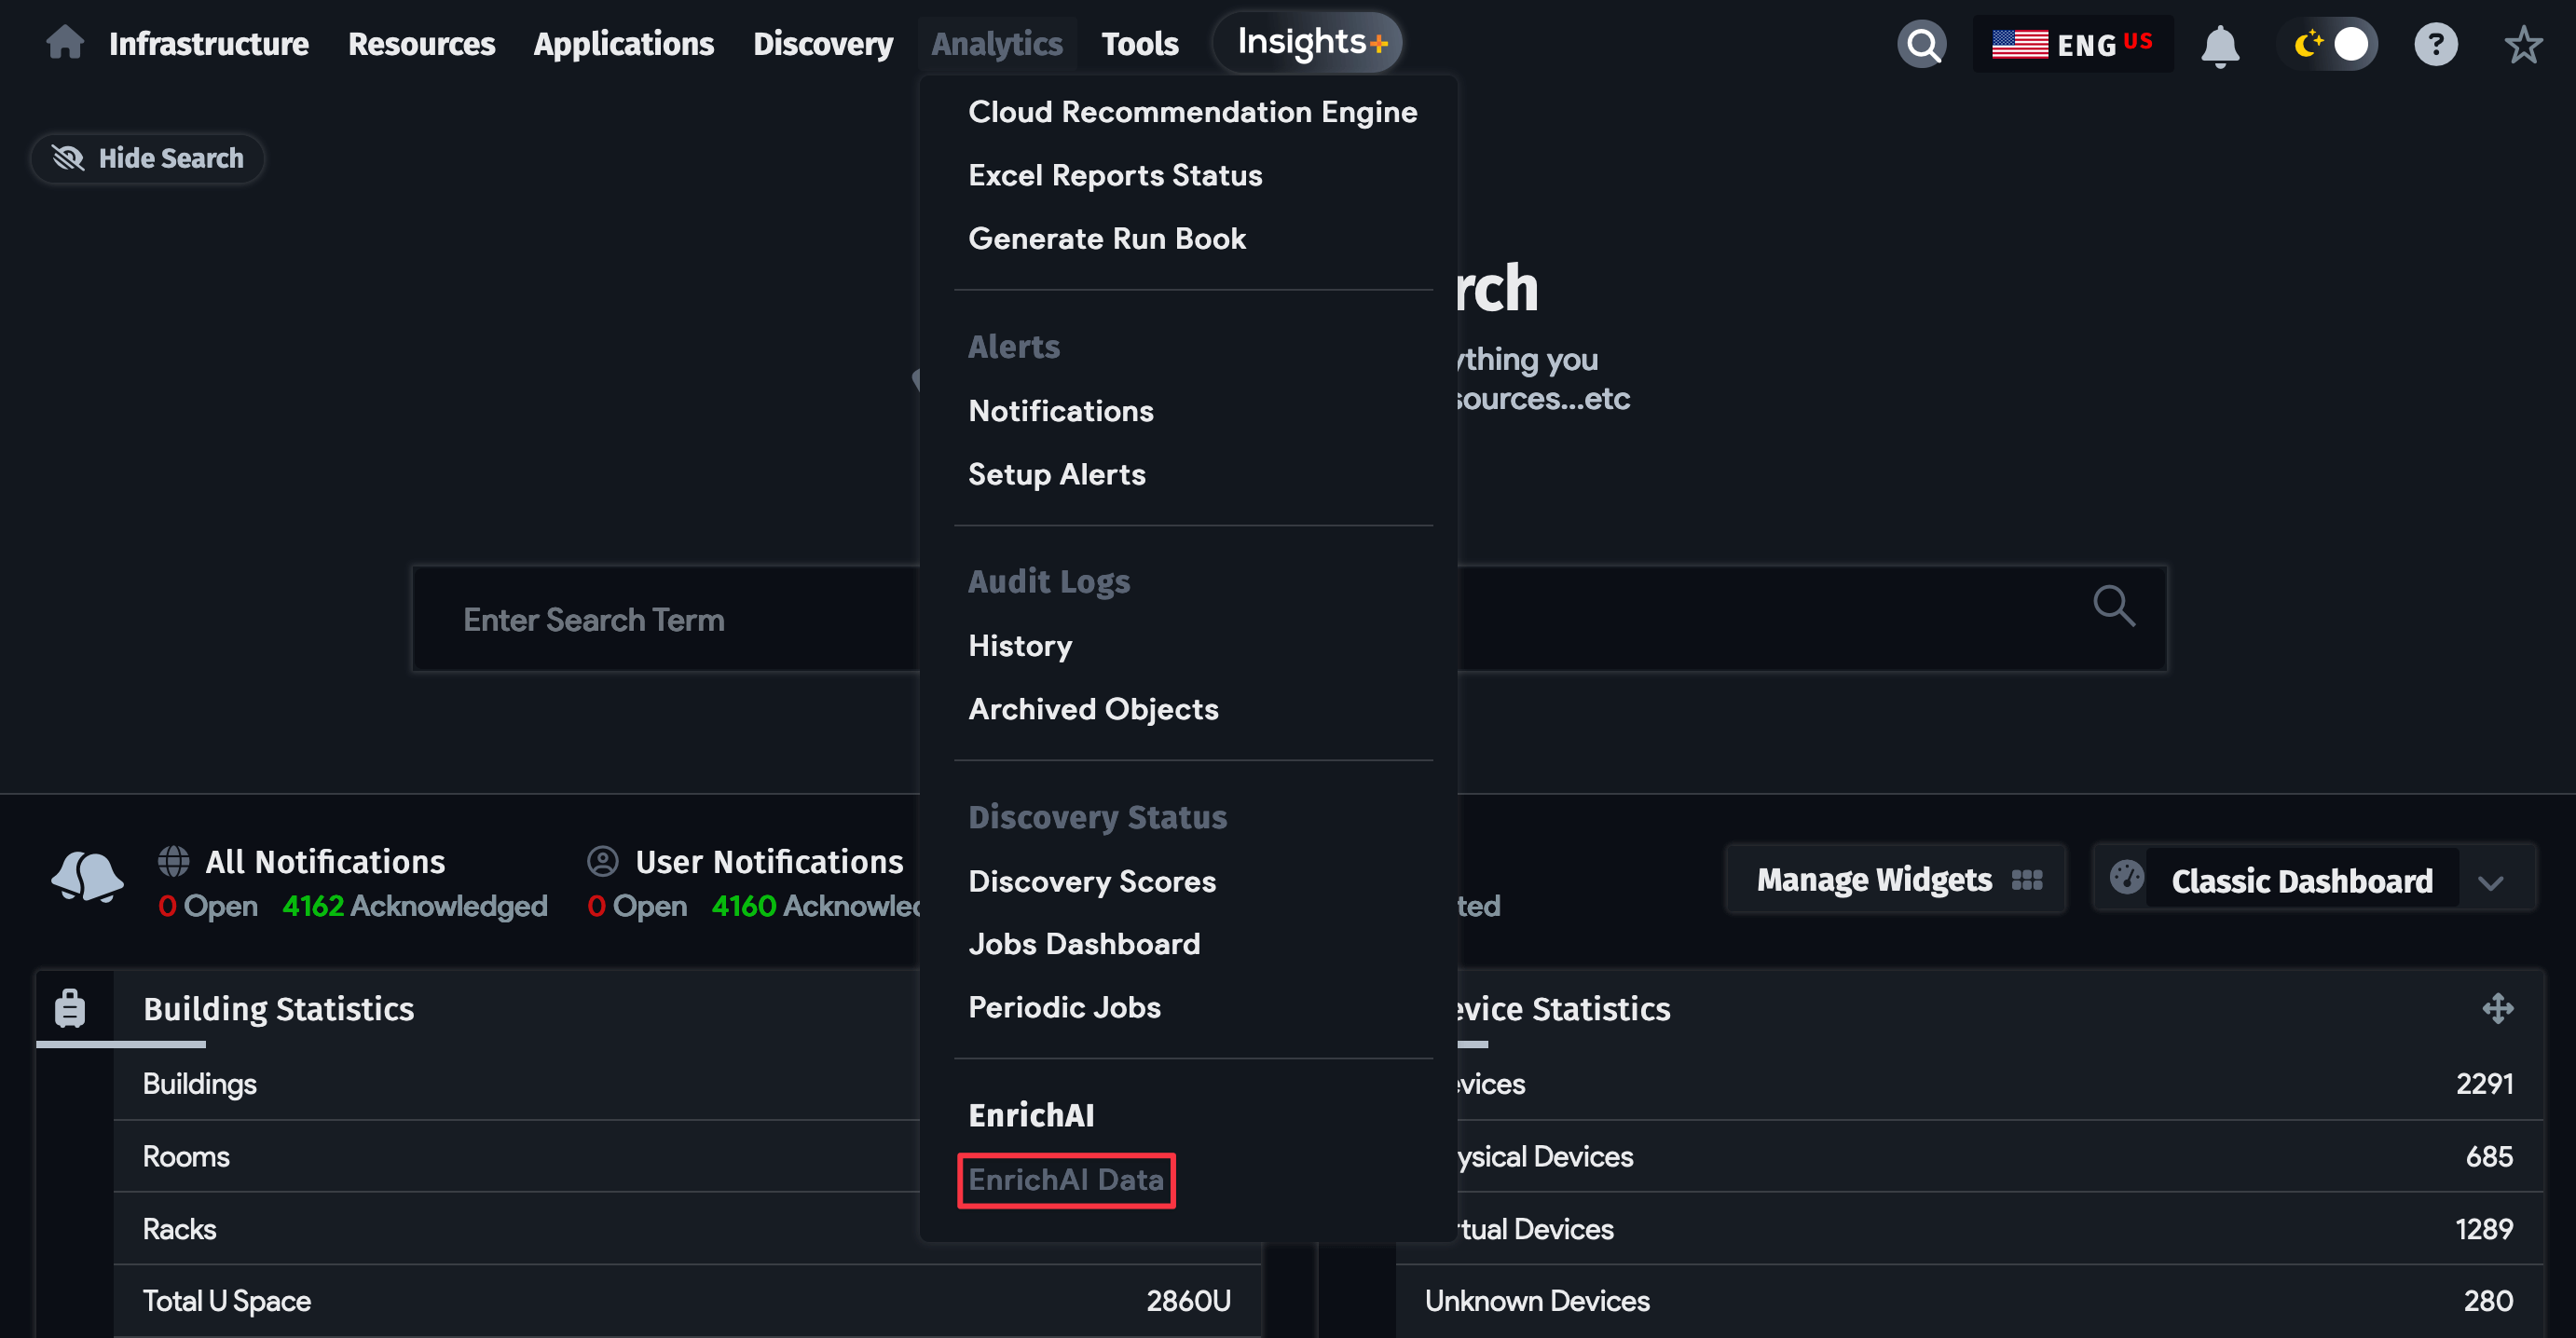 Infrastructure Resources Applications Discovery Analytics Tools Insights+ ENG US ?
Hide Search
Cloud Recommendation Engine
Excel Reports Status
Generate Run Book
Alerts
Notifications
Setup Alerts
Audit Logs
History
Archived Objects
Discovery Status
Discovery Scores
Jobs Dashboard
Periodic Jobs
EnrichAI
EnrichAI Data
rch
ything you
sources...etc
Enter Search Term
All Notifications
0 Open 4162 Acknowledged
User Notifications
0 Open 4160 Acknowled
ted
Manage Widgets
Classic Dashboard
Building Statistics
Buildings
Rooms
Racks
Total U Space 2860U
evice Statistics
evices 2291
ysical Devices 685
rtual Devices 1289
Unknown Devices 280